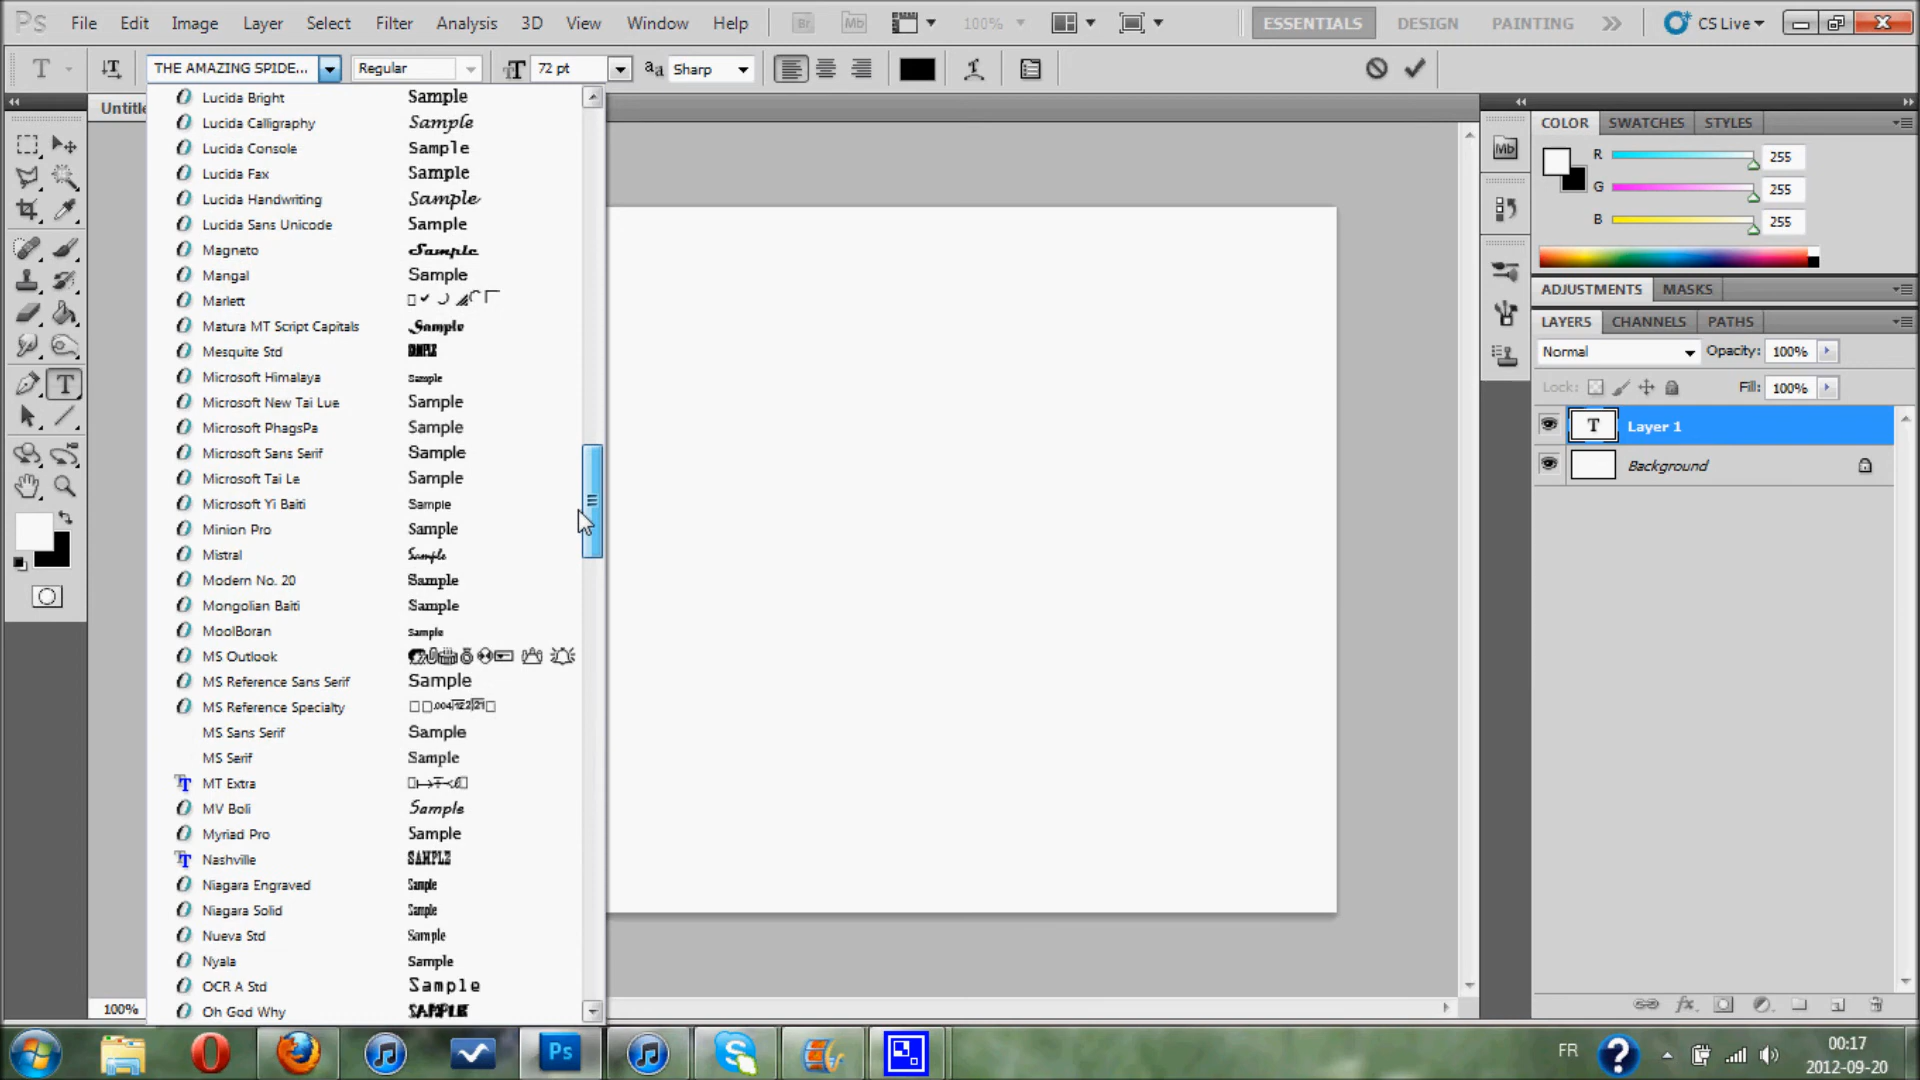 Ps File Edit Image Layer Select Filter Analysis 3D View Window Help Br Mb 100% ESSENTIALS DESIGN PAINTING CS Live
T THE AMAZING SPIDE... Regular 72 pt Sharp
Untitle
Lucida Bright Sample
Lucida Calligraphy Sample
Lucida Console Sample
Lucida Fax Sample
Lucida Handwriting Sample
Lucida Sans Unicode Sample
Magneto Sample
Mangal Sample
Marlett
Matura MT Script Capitals Sample
Mesquite Std SAMPLE
Microsoft Himalaya Sample
Microsoft New Tai Lue Sample
Microsoft PhagsPa Sample
Microsoft Sans Serif Sample
Microsoft Tai Le Sample
Microsoft Yi Baiti Sample
Minion Pro Sample
Mistral Sample
Modern No. 20 Sample
Mongolian Baiti Sample
MoolBoran Sample
MS Outlook
MS Reference Sans Serif Sample
MS Reference Specialty
MS Sans Serif Sample
MS Serif Sample
MT Extra
MV Boli Sample
Myriad Pro Sample
Nashville SAMPLE
Niagara Engraved Sample
Niagara Solid Sample
Nueva Std Sample
Nyala Sample
OCR A Std Sample
Oh God Why SAMPLE
100%
Mb
COLOR SWATCHES STYLES
R 255
G 255
B 255
ADJUSTMENTS MASKS
LAYERS CHANNELS PATHS
Normal Opacity: 100%
Lock: Fill: 100%
T Layer 1
Background
Ps FR 00:17
2012-09-20